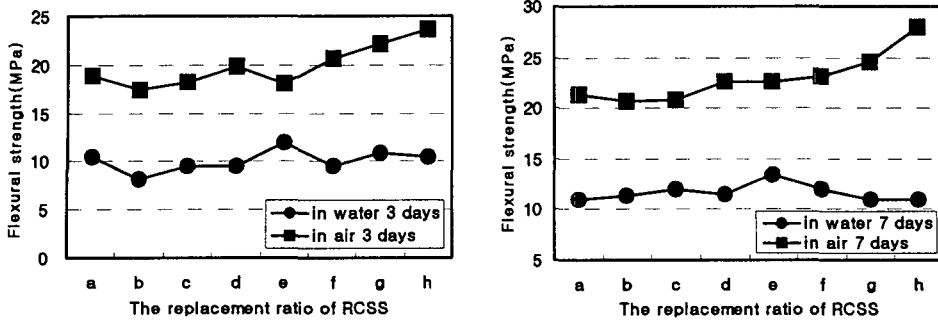 Flexural strength(MPa)
25
20
15
10
5
0
in water 3 days
in air 3 days
a b c d e f g h
The replacement ratio of RCSS
Flexural strength(MPa)
30
25
20
15
10
5
in water 7 days
in air 7 days
a b c d e f g h
The replacement ratio of RCSS